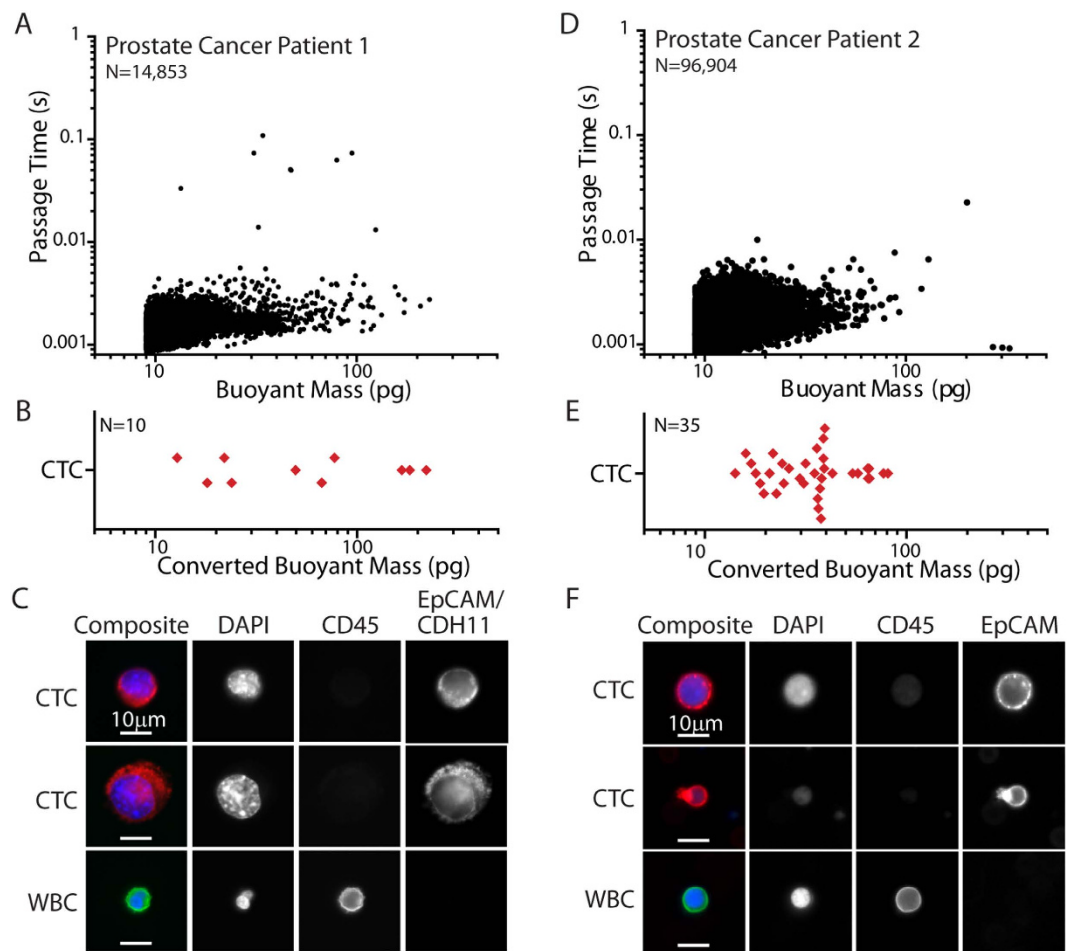 A
Prostate Cancer Patient 1
N=14,853
1
0.1
0.01
0.001
Passage Time (s)
10
100
Buoyant Mass (pg)
B
N=10
CTC
10
100
Converted Buoyant Mass (pg)
C
EpCAM/
Composite DAPI CD45 CDH11
CTC
10μm
CTC
WBC
D
Prostate Cancer Patient 2
N=96,904
1
0.1
0.01
0.001
Passage Time (s)
10
100
Buoyant Mass (pg)
E
N=35
CTC
10
100
Converted Buoyant Mass (pg)
F
Composite DAPI CD45 EpCAM
CTC
10μm
CTC
WBC